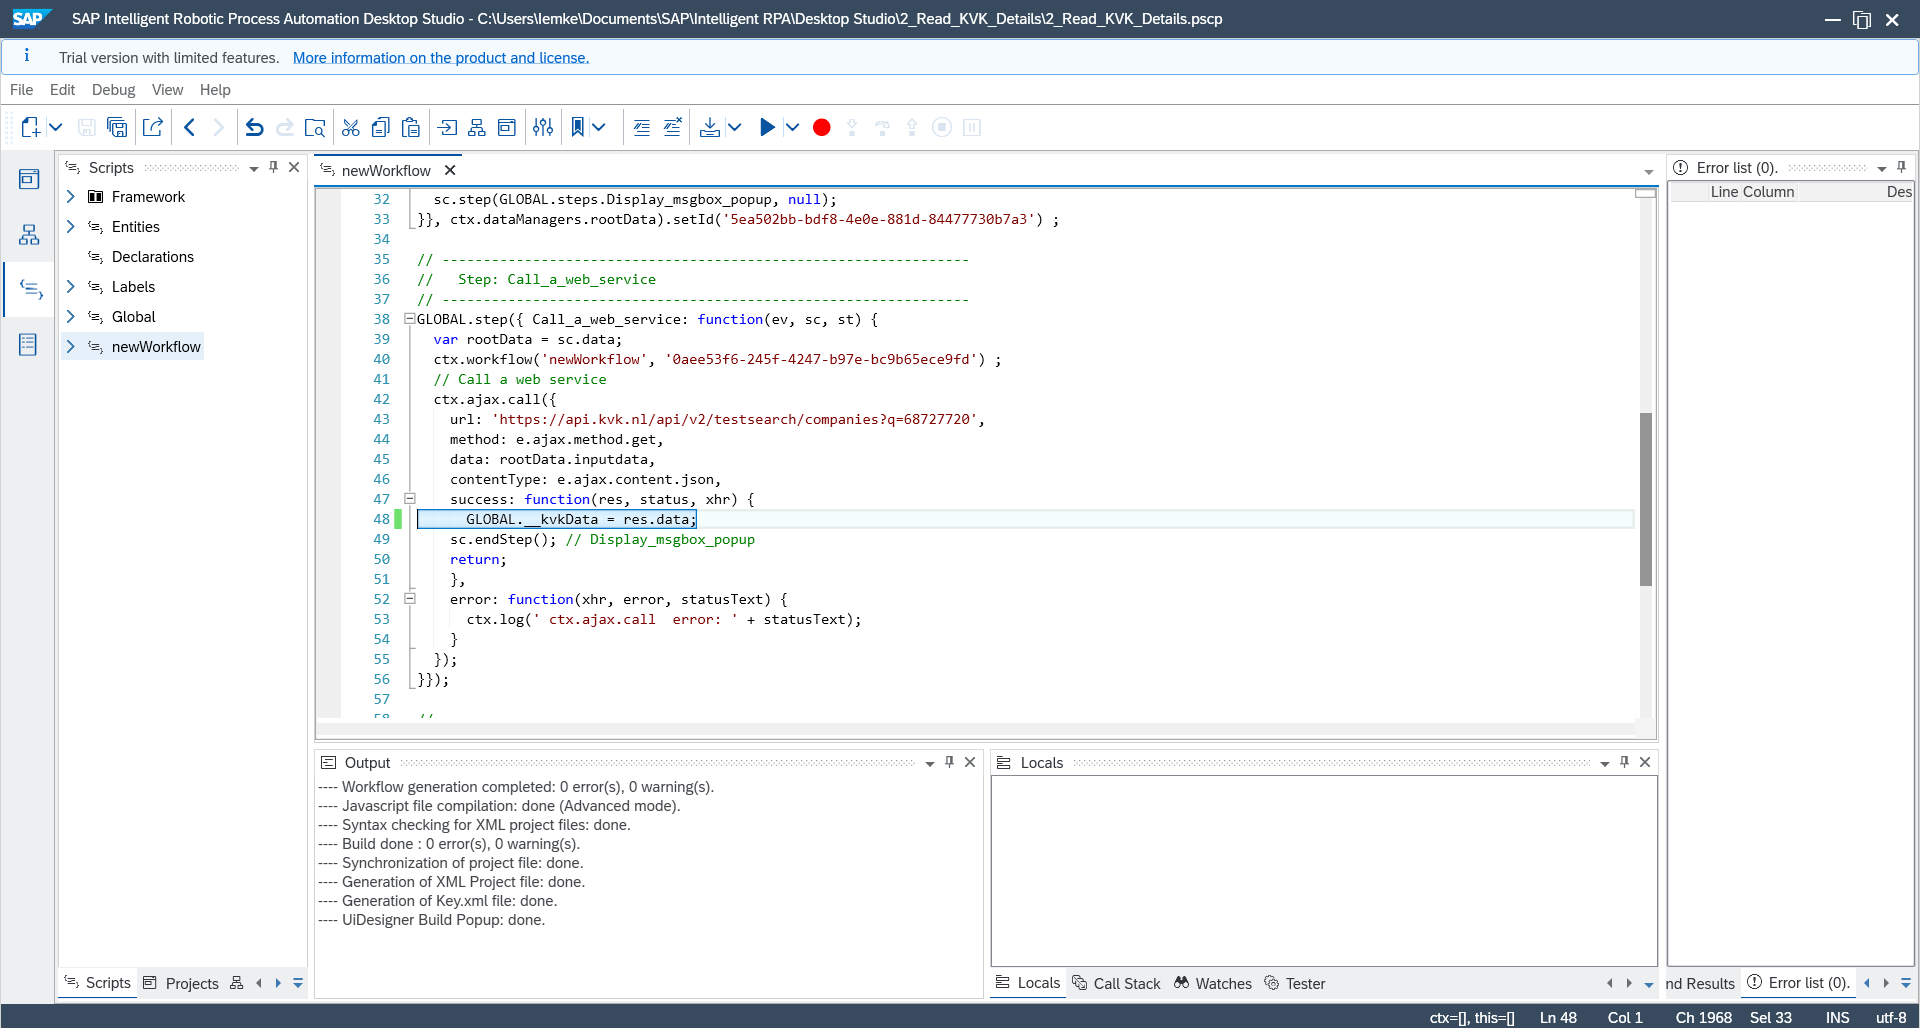 SAP SAP Intelligent Robotic Process Automation Desktop Studio - C:\Users\Iemke\Documents\SAP\Intelligent RPA\Desktop Studio\2_Read_KVK_Details\2_Read_KVK_Details.pscp
i Trial version with limited features. More information on the product and license.
File Edit Debug View Help
Scripts
Framework
Entities
Declarations
Labels
Global
newWorkflow
newWorkflow
32 sc.step(GLOBAL.steps.Display_msgbox_popup, null);
33 }}, ctx.dataManagers.rootData).setId('5ea502bb-bdf8-4e0e-881d-84477730b7a3') ;
34
35 // ----------------------------------------------------------------
36 // Step: Call_a_web_service
37 // ----------------------------------------------------------------
38 GLOBAL.step({ Call_a_web_service: function(ev, sc, st) {
39 var rootData = sc.data;
40 ctx.workflow('newWorkflow', '0aee53f6-245f-4247-b97e-bc9b65ece9fd') ;
41 // Call a web service
42 ctx.ajax.call({
43 url: 'https://api.kvk.nl/api/v2/testsearch/companies?q=68727720',
44 method: e.ajax.method.get,
45 data: rootData.inputdata,
46 contentType: e.ajax.content.json,
47 success: function(res, status, xhr) {
48 GLOBAL.__kvkData = res.data;
49 sc.endStep(); // Display_msgbox_popup
50 return;
51 },
52 error: function(xhr, error, statusText) {
53 ctx.log(' ctx.ajax.call  error: ' + statusText);
54 }
55 });
56 }});
57
58 //
Error list (0).
Line Column Des
Output
---- Workflow generation completed: 0 error(s), 0 warning(s).
---- Javascript file compilation: done (Advanced mode).
---- Syntax checking for XML project files: done.
---- Build done : 0 error(s), 0 warning(s).
---- Synchronization of project file: done.
---- Generation of XML Project file: done.
---- Generation of Key.xml file: done.
---- UiDesigner Build Popup: done.
Locals
Scripts Projects
Locals Call Stack Watches Tester
nd Results Error list (0).
ctx=[], this=[] Ln 48 Col 1 Ch 1968 Sel 33 INS utf-8